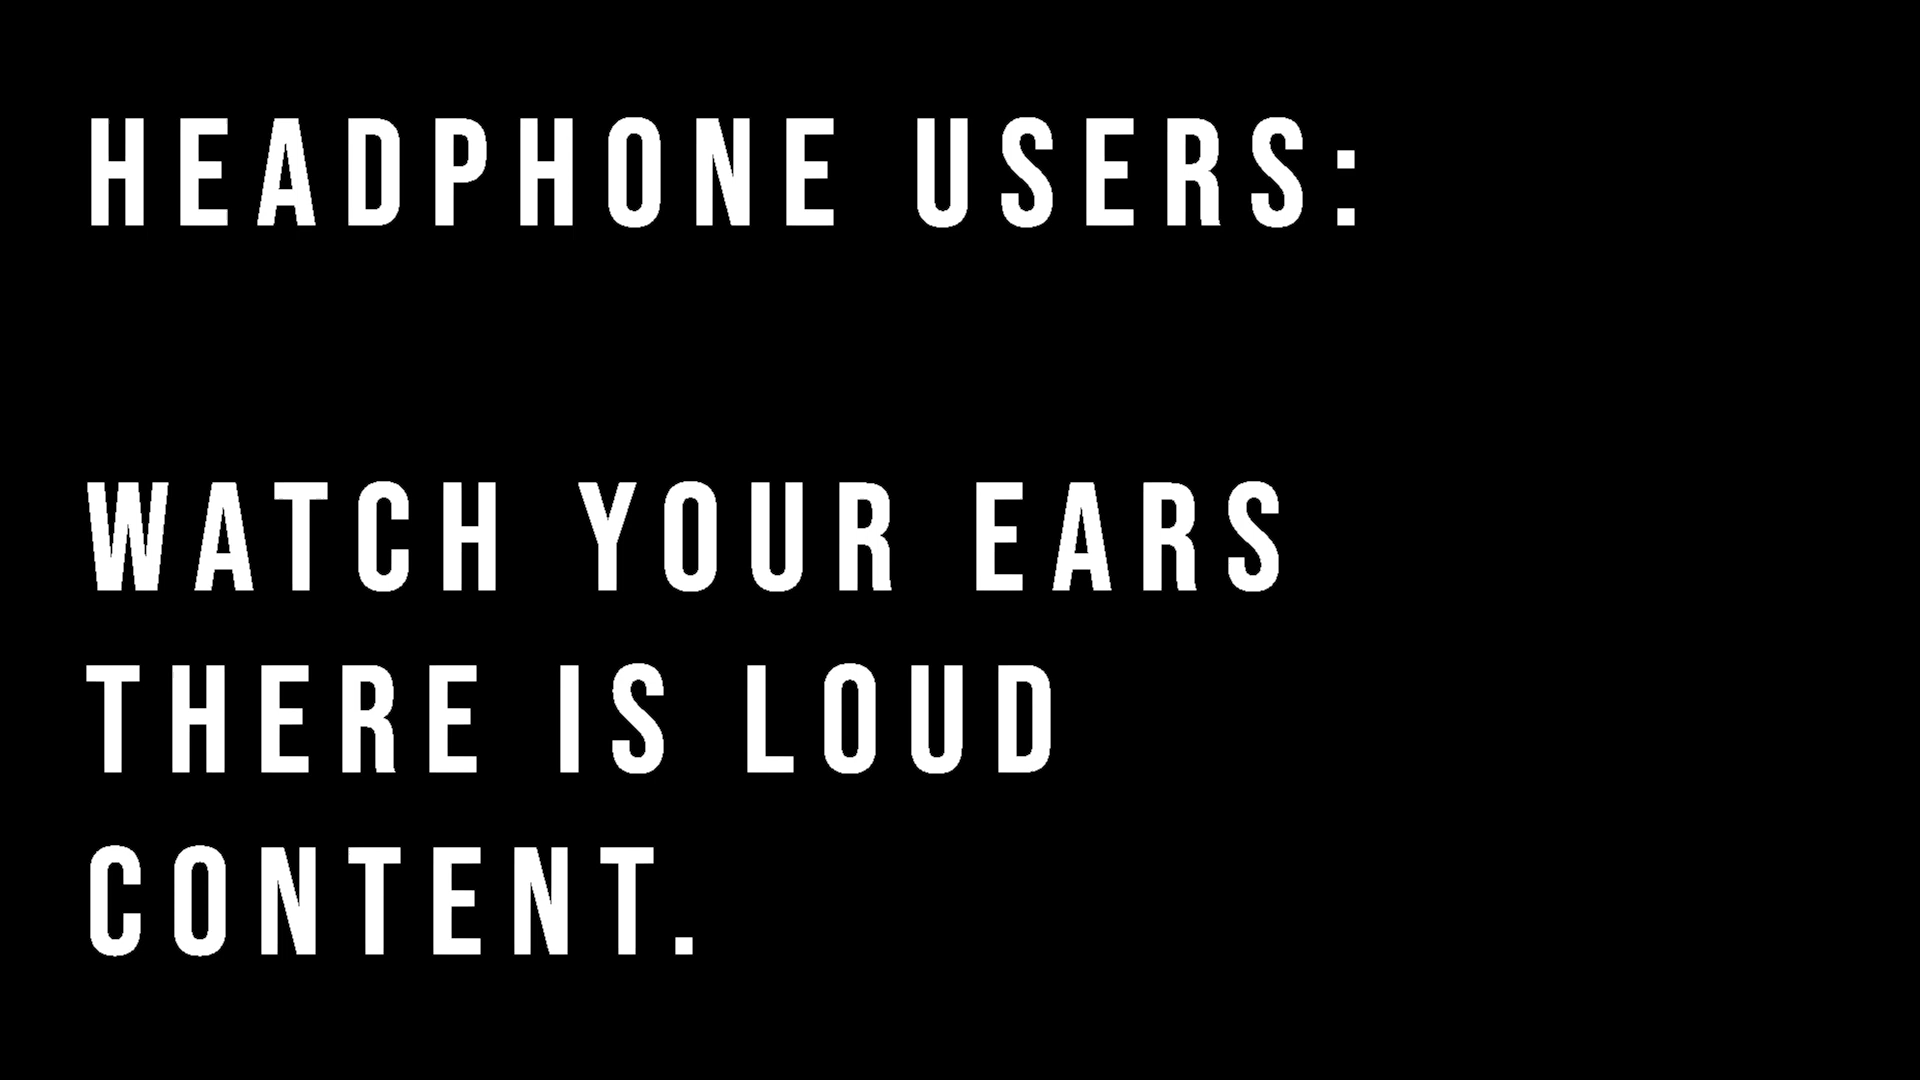 HEADPHONE USERS:
WATCH YOUR EARS
THERE IS LOUD
CONTENT.